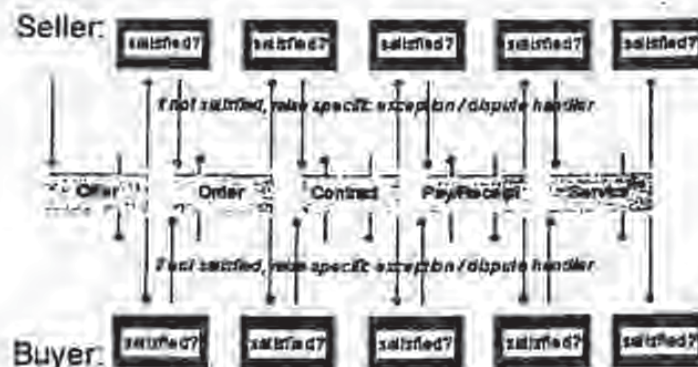 Seller: satisfied? satisfied? satisfied? satisfied? satisfied?
If not satisfied, raise specific exception / dispute handler
Offer Order Contract Pay/Receipt Service
If not satisfied, raise specific exception / dispute handler
Buyer: satisfied? satisfied? satisfied? satisfied? satisfied?